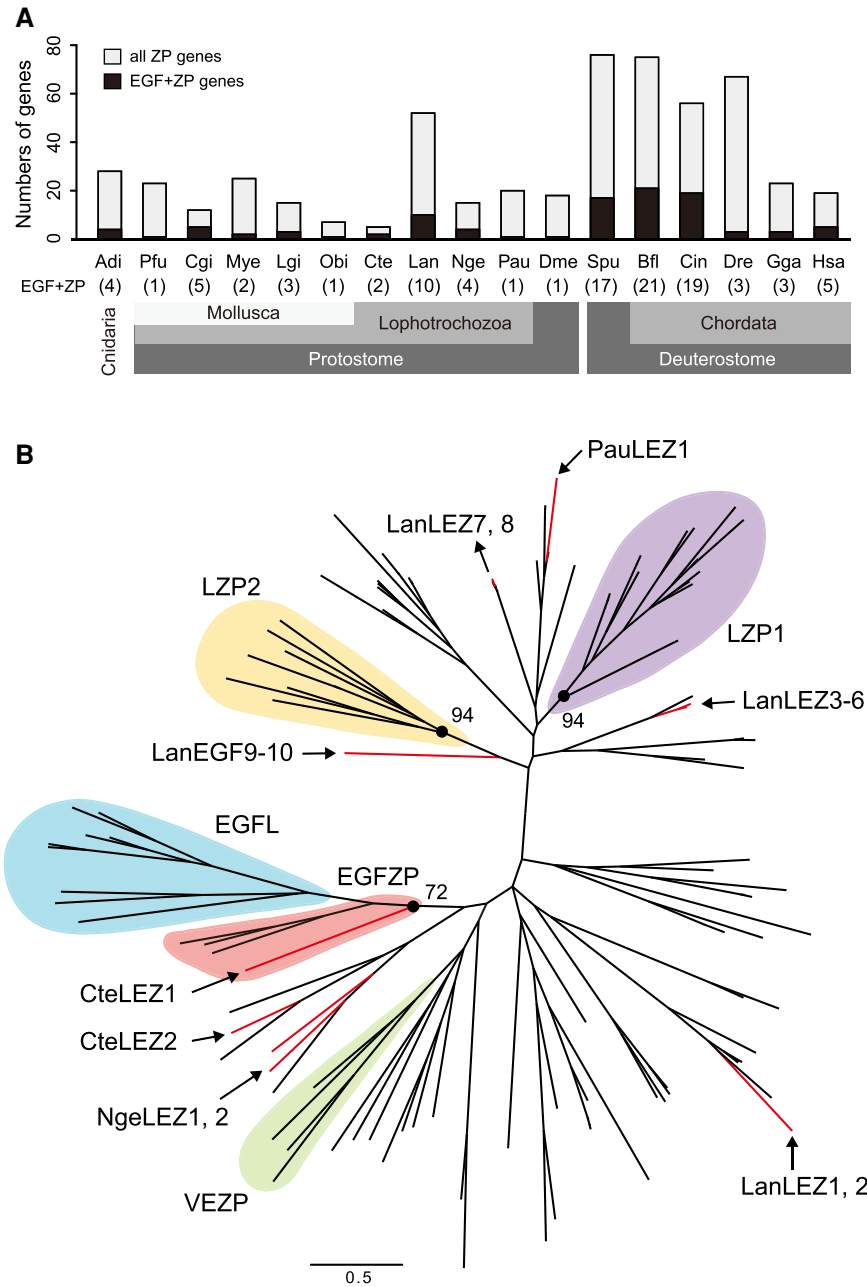 A
Numbers of genes
80
60
40
20
0
all ZP genes
EGF+ZP genes
Adi Pfu Cgi Mye Lgi Obi Cte Lan Nge Pau Dme Spu Bfl Cin Dre Gga Hsa
EGF+ZP (4) (1) (5) (2) (3) (1) (2) (10) (4) (1) (1) (17) (21) (19) (3) (3) (5)
Cnidaria
Mollusca
Lophotrochozoa
Chordata
Protostome
Deuterostome
B
PauLEZ1
LanLEZ7, 8
LZP2
LZP1
94
94
LanLEZ3-6
LanEGF9-10
EGFL
EGFZP
72
CteLEZ1
CteLEZ2
NgeLEZ1, 2
VEZP
LanLEZ1, 2
0.5